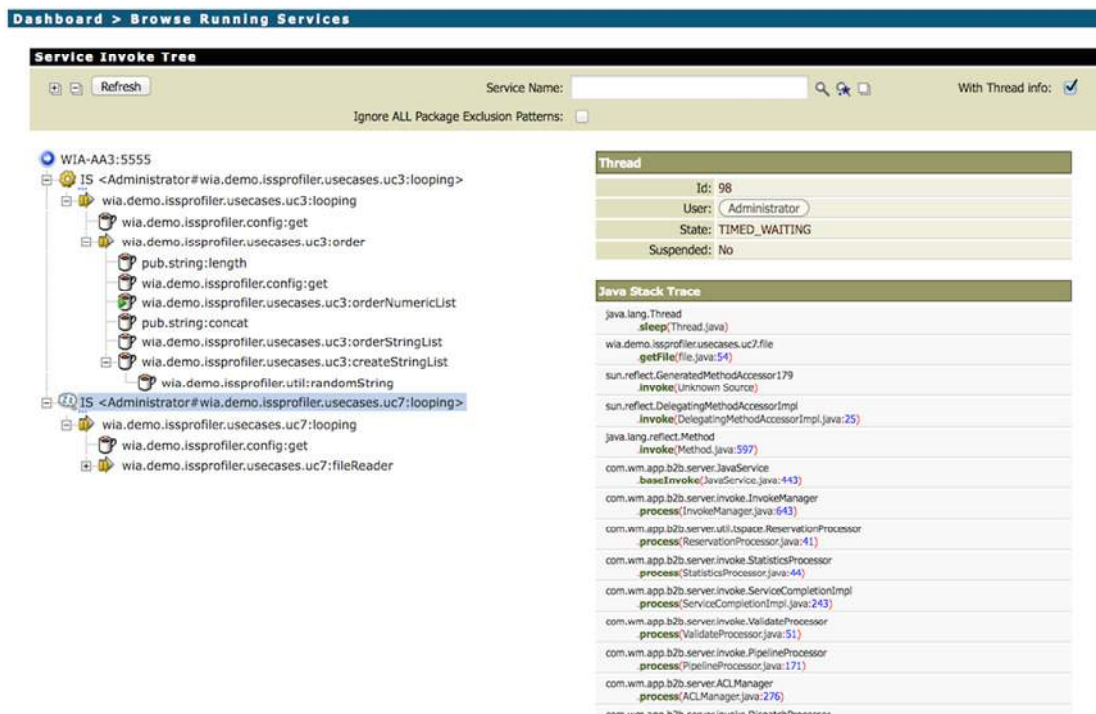 Dashboard > Browse Running Services
Service Invoke Tree
Refresh
Service Name:
With Thread info:
Ignore ALL Package Exclusion Patterns:
WIA-AA3:5555
IS <Administrator#wia.demo.issprofiler.usecases.uc3:looping>
wia.demo.issprofiler.usecases.uc3:looping
wia.demo.issprofiler.config:get
wia.demo.issprofiler.usecases.uc3:order
pub.string:length
wia.demo.issprofiler.config:get
wia.demo.issprofiler.usecases.uc3:orderNumericList
pub.string:concat
wia.demo.issprofiler.usecases.uc3:orderStringList
wia.demo.issprofiler.usecases.uc3:createStringList
wia.demo.issprofiler.util:randomString
IS <Administrator#wia.demo.issprofiler.usecases.uc7:looping>
wia.demo.issprofiler.usecases.uc7:looping
wia.demo.issprofiler.config:get
wia.demo.issprofiler.usecases.uc7:fileReader
Thread
Id: 98
User: Administrator
State: TIMED_WAITING
Suspended: No
Java Stack Trace
java.lang.Thread
.sleep(Thread.java)
wia.demo.issprofiler.usecases.uc7.file
.getFile(file.java:54)
sun.reflect.GeneratedMethodAccessor179
.invoke(Unknown Source)
sun.reflect.DelegatingMethodAccessorImpl
.invoke(DelegatingMethodAccessorImpl.java:25)
java.lang.reflect.Method
.invoke(Method.java:597)
com.wm.app.b2b.server.JavaService
.baseInvoke(JavaService.java:443)
com.wm.app.b2b.server.invoke.InvokeManager
.process(InvokeManager.java:643)
com.wm.app.b2b.server.util.tspace.ReservationProcessor
.process(ReservationProcessor.java:41)
com.wm.app.b2b.server.invoke.StatisticsProcessor
.process(StatisticsProcessor.java:44)
com.wm.app.b2b.server.invoke.ServiceCompletionImpl
.process(ServiceCompletionImpl.java:243)
com.wm.app.b2b.server.invoke.ValidateProcessor
.process(ValidateProcessor.java:51)
com.wm.app.b2b.server.invoke.PipelineProcessor
.process(PipelineProcessor.java:171)
com.wm.app.b2b.server.ACLManager
.process(ACLManager.java:276)
com.wm.app.b2b.server.invoke.DispatchProcessor